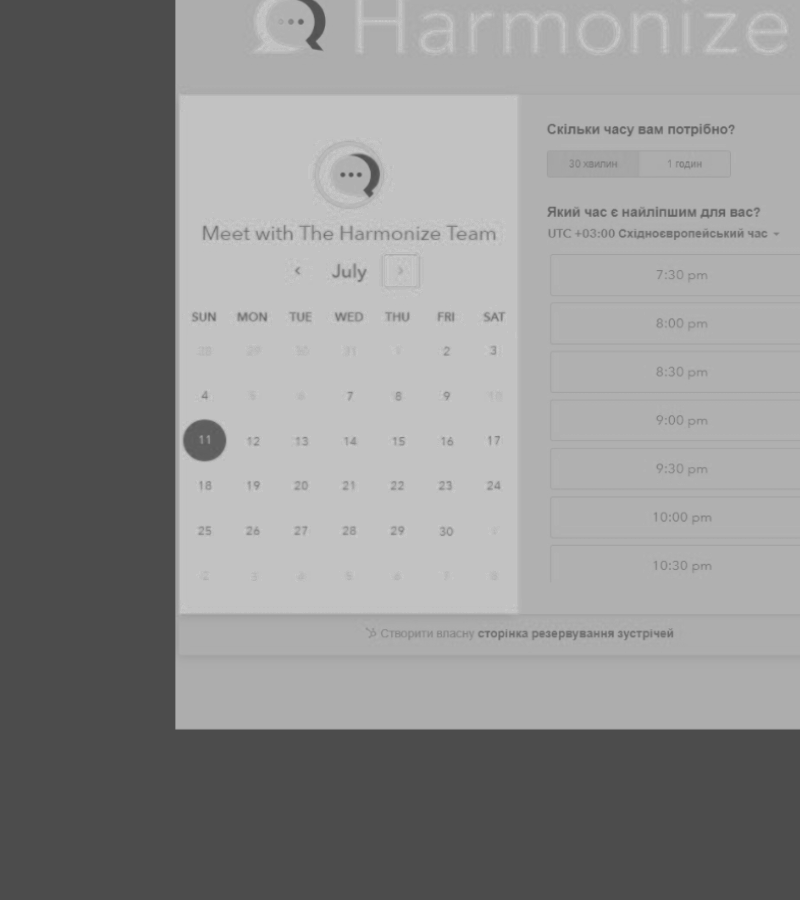 Harmonize
Meet with The Harmonize Team
‹ July ›
SUN MON TUE WED THU FRI SAT
28 29 30 31 1 2 3
4 5 6 7 8 9 10
11 12 13 14 15 16 17
18 19 20 21 22 23 24
25 26 27 28 29 30
2 3 4 5 7
Скільки часу вам потрібно?
30 хвилин 1 годин
Який час є найліпшим для вас?
UTC +03:00 Східноєвропейський час
7:30 pm
8:00 pm
8:30 pm
9:00 pm
9:30 pm
10:00 pm
10:30 pm
Створити власну сторінка резервування зустрічей